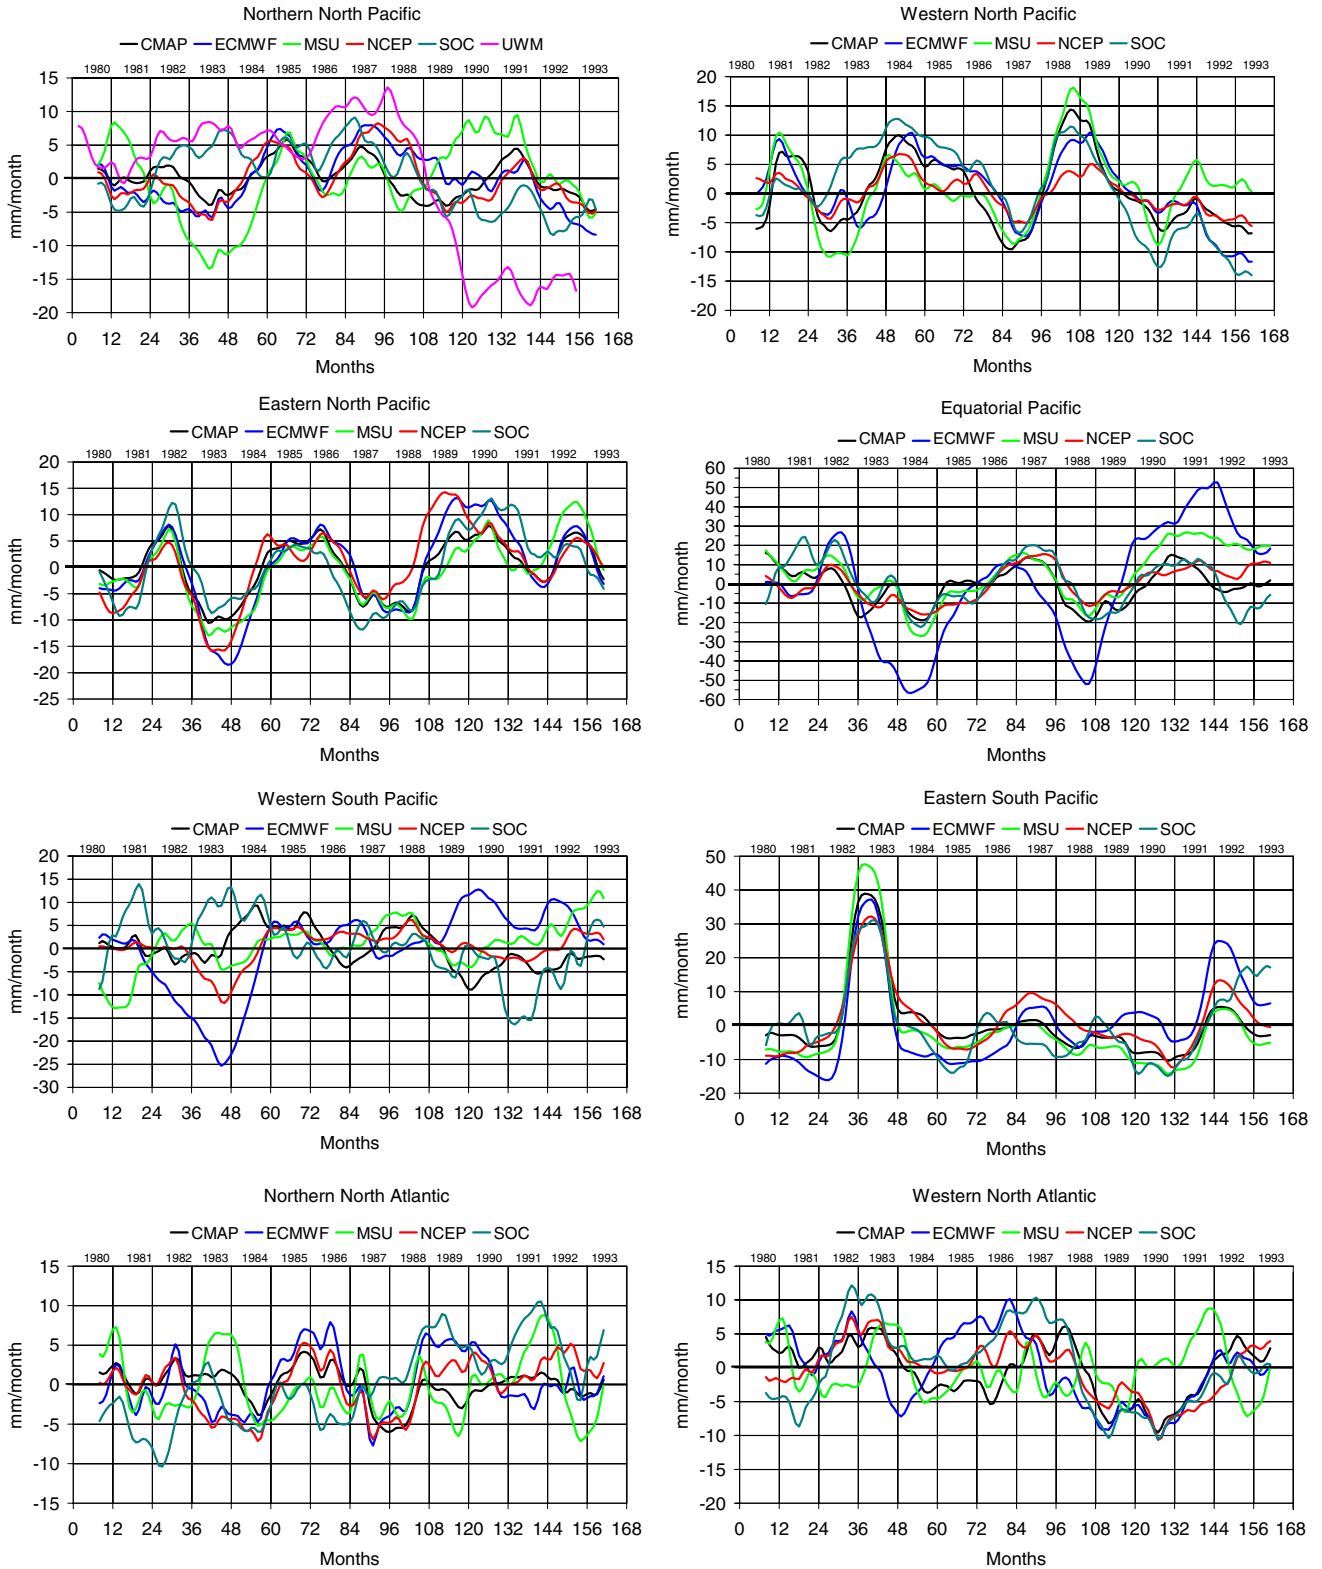 Northern North Pacific
CMAP ECMWF MSU NCEP SOC UWM
1980 1981 1982 1983 1984 1985 1986 1987 1988 1989 1990 1991 1992 1993
15
10
5
0
-5
-10
-15
-20
mm/month
0 12 24 36 48 60 72 84 96 108 120 132 144 156 168
Months
Western North Pacific
CMAP ECMWF MSU NCEP SOC
1980 1981 1982 1983 1984 1985 1986 1987 1988 1989 1990 1991 1992 1993
20
15
10
5
0
-5
-10
-15
-20
mm/month
0 12 24 36 48 60 72 84 96 108 120 132 144 156 168
Months
Eastern North Pacific
CMAP ECMWF MSU NCEP SOC
1980 1981 1982 1983 1984 1985 1986 1987 1988 1989 1990 1991 1992 1993
20
15
10
5
0
-5
-10
-15
-20
-25
mm/month
0 12 24 36 48 60 72 84 96 108 120 132 144 156 168
Months
Equatorial Pacific
CMAP ECMWF MSU NCEP SOC
1980 1981 1982 1983 1984 1985 1986 1987 1988 1989 1990 1991 1992 1993
60
50
40
30
20
10
0
-10
-20
-30
-40
-50
-60
mm/month
0 12 24 36 48 60 72 84 96 108 120 132 144 156 168
Months
Western South Pacific
CMAP ECMWF MSU NCEP SOC
1980 1981 1982 1983 1984 1985 1986 1987 1988 1989 1990 1991 1992 1993
20
15
10
5
0
-5
-10
-15
-20
-25
-30
mm/month
0 12 24 36 48 60 72 84 96 108 120 132 144 156 168
Months
Eastern South Pacific
CMAP ECMWF MSU NCEP SOC
1980 1981 1982 1983 1984 1985 1986 1987 1988 1989 1990 1991 1992 1993
50
40
30
20
10
0
-10
-20
mm/month
0 12 24 36 48 60 72 84 96 108 120 132 144 156 168
Months
Northern North Atlantic
CMAP ECMWF MSU NCEP SOC
1980 1981 1982 1983 1984 1985 1986 1987 1988 1989 1990 1991 1992 1993
15
10
5
0
-5
-10
-15
mm/month
0 12 24 36 48 60 72 84 96 108 120 132 144 156 168
Months
Western North Atlantic
CMAP ECMWF MSU NCEP SOC
1980 1981 1982 1983 1984 1985 1986 1987 1988 1989 1990 1991 1992 1993
15
10
5
0
-5
-10
-15
-20
mm/month
0 12 24 36 48 60 72 84 96 108 120 132 144 156 168
Months